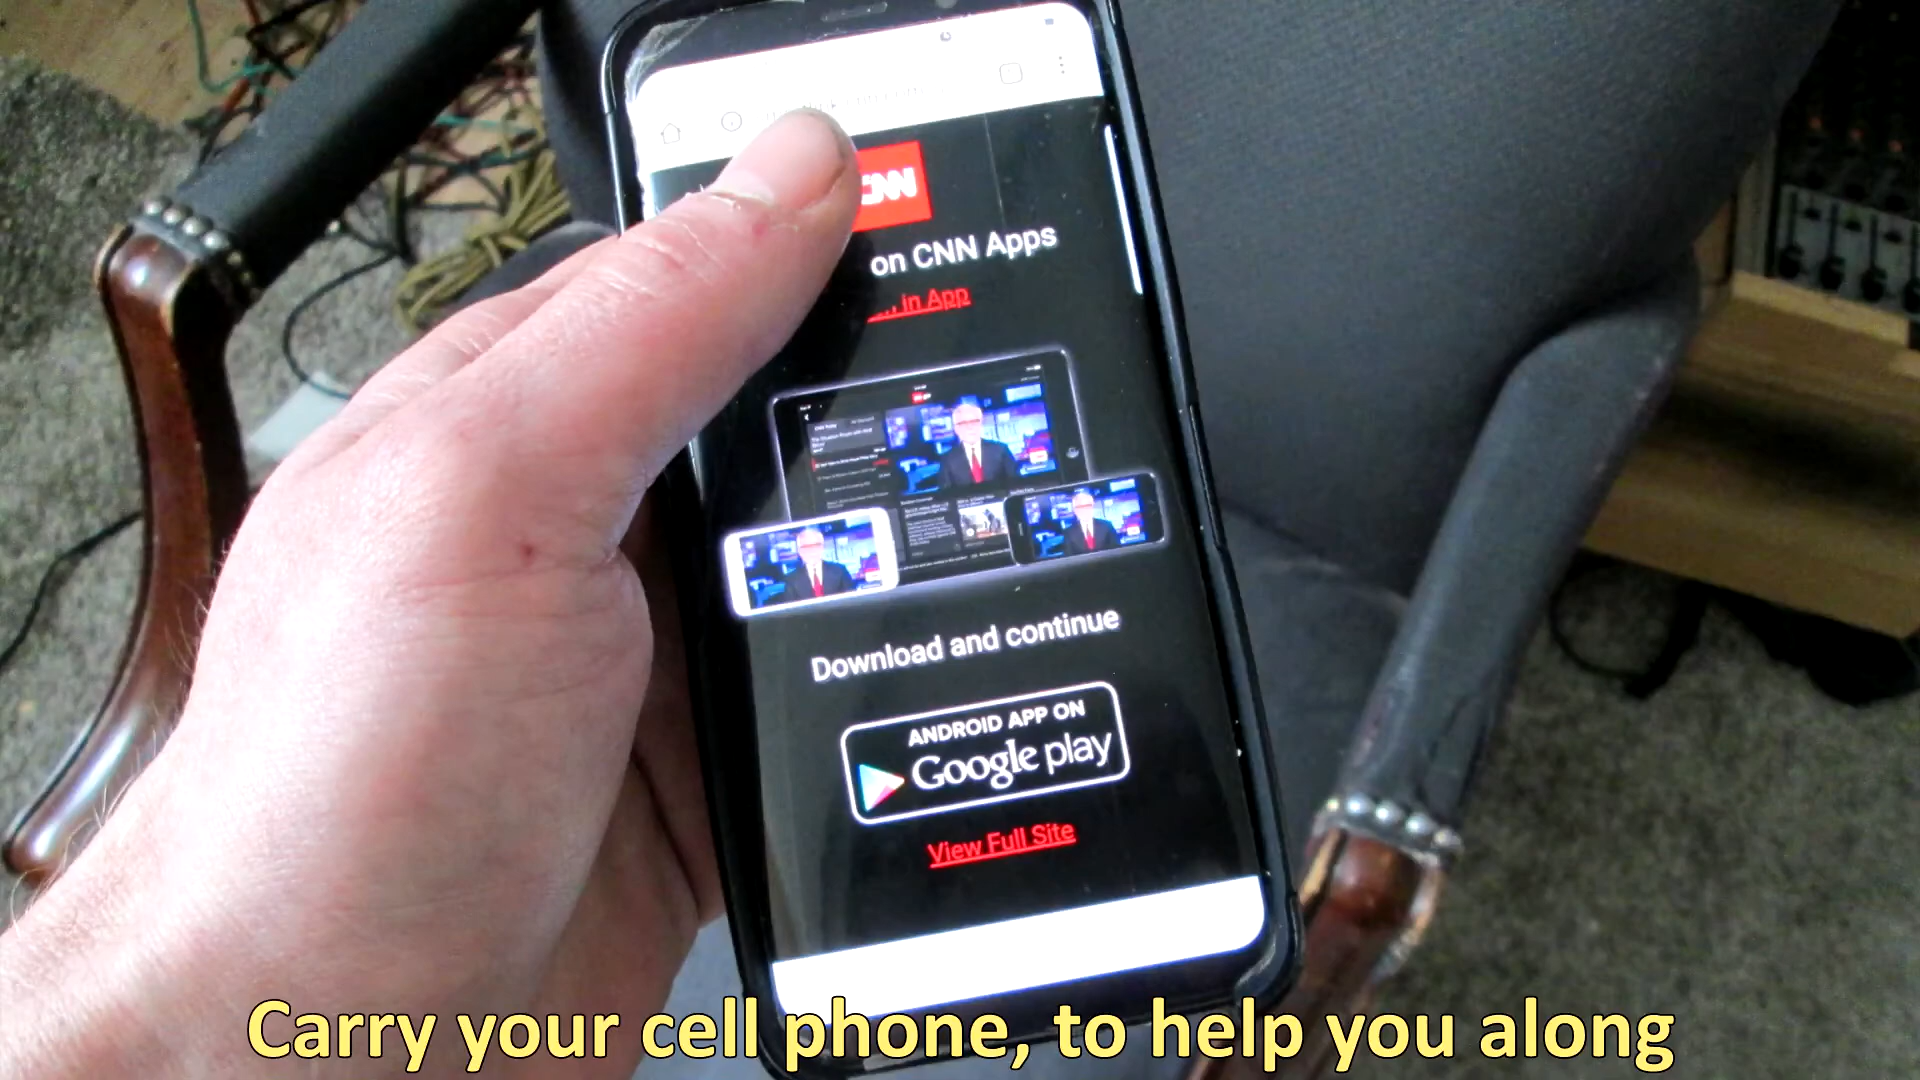 CNN
on CNN Apps
in App
Download and continue
ANDROID APP ON
Google play
View Full Site
Carry your cell phone, to help you along